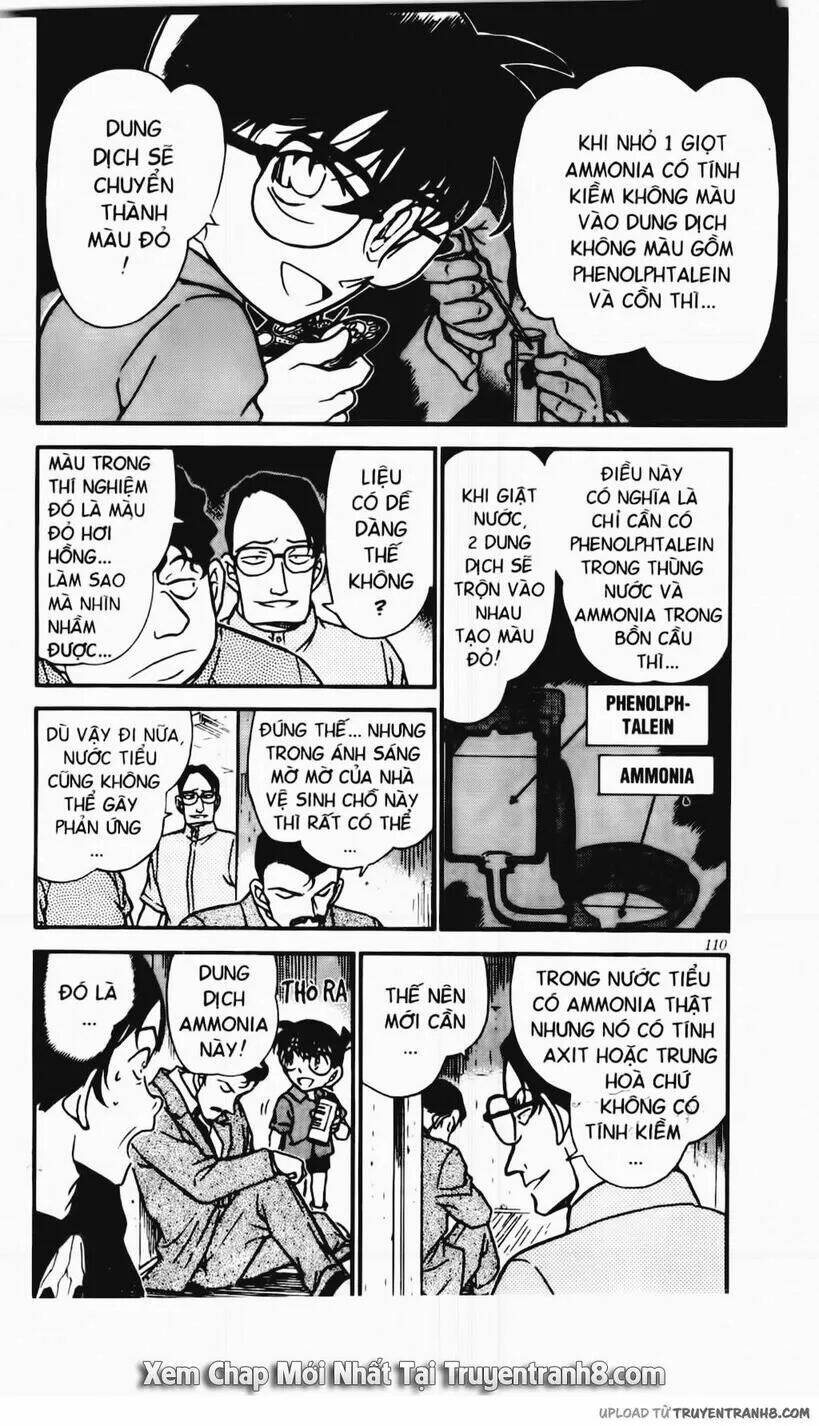 KHI NHỎ 1 GIỌT
AMMONIA CÓ TÍNH
KIỀM KHÔNG MÀU
VÀO DUNG DỊCH
KHÔNG MÀU GỒM
PHENOLPHTALEIN
VÀ CỒN THÌ...
DUNG
DỊCH SẼ
CHUYỂN
THÀNH
MÀU ĐỎ
!
ĐIỀU NÀY
CÓ NGHĨA LÀ
CHỈ CẦN CÓ
PHENOLPHTALEIN
TRONG THÙNG
NƯỚC VÀ
AMMONIA TRONG
BỒN CẦU
THÌ...
KHI GIẬT
NƯỚC,
2 DUNG
DỊCH SẼ
TRỘN VÀO
NHAU
TẠO MÀU
ĐỎ!
PHENOLPH-
TALEIN
AMMONIA
LIỆU
CÓ DỄ
DÀNG
THẾ
KHÔNG
?
MÀU TRONG
THÍ NGHIỆM
ĐÓ LÀ MÀU
ĐỎ HƠI
HỒNG...
LÀM SAO
MÀ NHÌN
NHẦM
ĐƯỢC...
ĐÚNG THẾ... NHƯNG
TRONG ÁNH SÁNG
MỜ MỜ CỦA NHÀ
VỆ SINH CHỖ NÀY
THÌ RẤT CÓ THỂ
...
DÙ VẬY ĐI NỮA,
NƯỚC TIỂU
CŨNG KHÔNG
THỂ GÂY
PHẢN ỨNG
...
110
TRONG NƯỚC TIỂU
CÓ AMMONIA THẬT
NHƯNG NÓ CÓ TÍNH
AXIT HOẶC TRUNG
HOÀ CHỨ
KHÔNG CÓ
TÍNH KIỀM
...
THẾ NÊN
MỚI CẦN
...
THÒ RA
DUNG
DỊCH
AMMONIA
NÀY!
ĐÓ LÀ
...
Xem Chap Mới Nhất Tại Truyentranh8.com
UPLOAD TỪ TRUYENTRANH8.COM